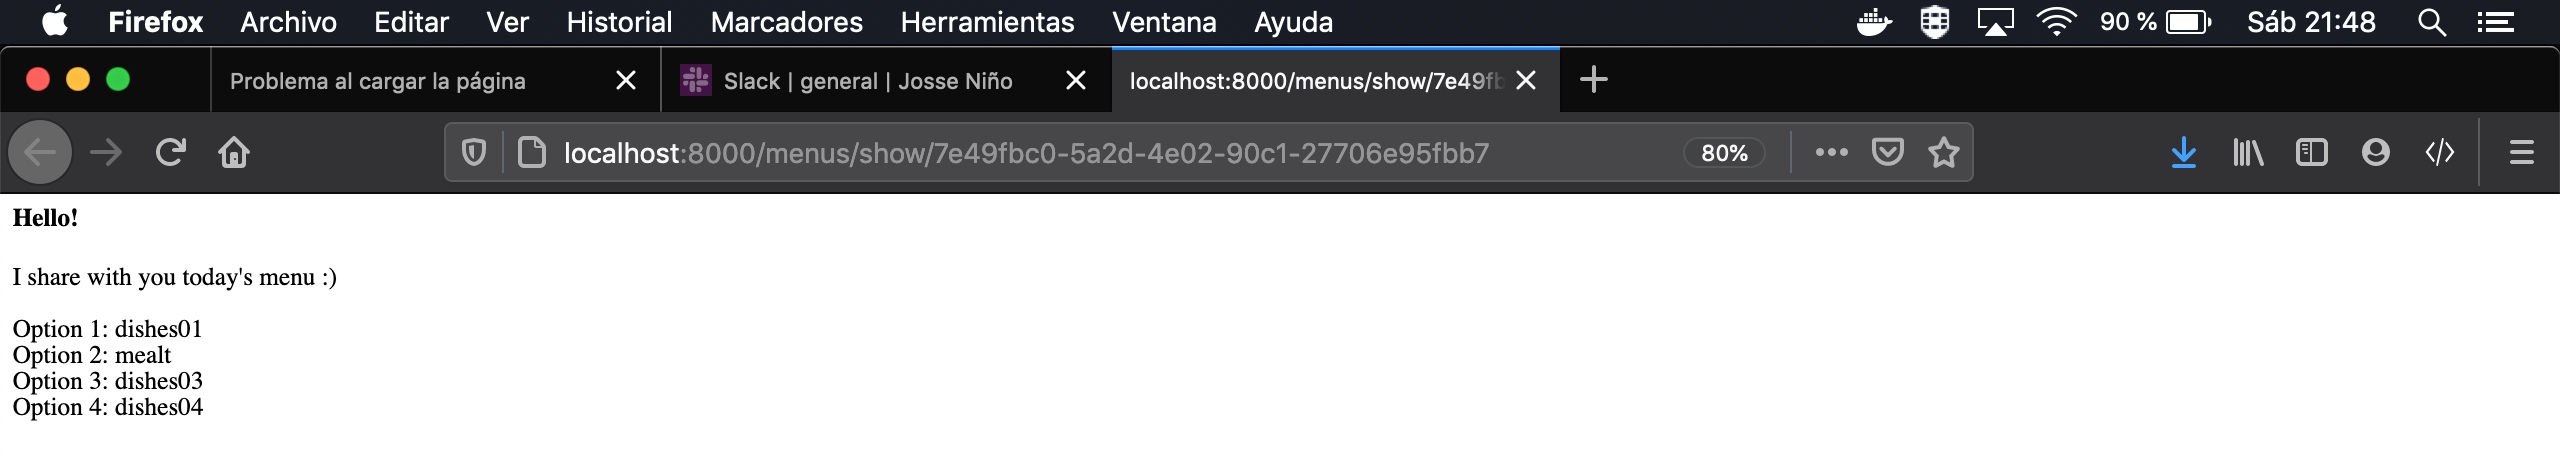 Firefox Archivo Editar Ver Historial Marcadores Herramientas Ventana Ayuda 90 % Sáb 21:48
Problema al cargar la página Slack | general | Josse Niño localhost:8000/menus/show/7e49fb
localhost:8000/menus/show/7e49fbc0-5a2d-4e02-90c1-27706e95fbb7 80%
Hello!
I share with you today's menu :)
Option 1: dishes01
Option 2: mealt
Option 3: dishes03
Option 4: dishes04